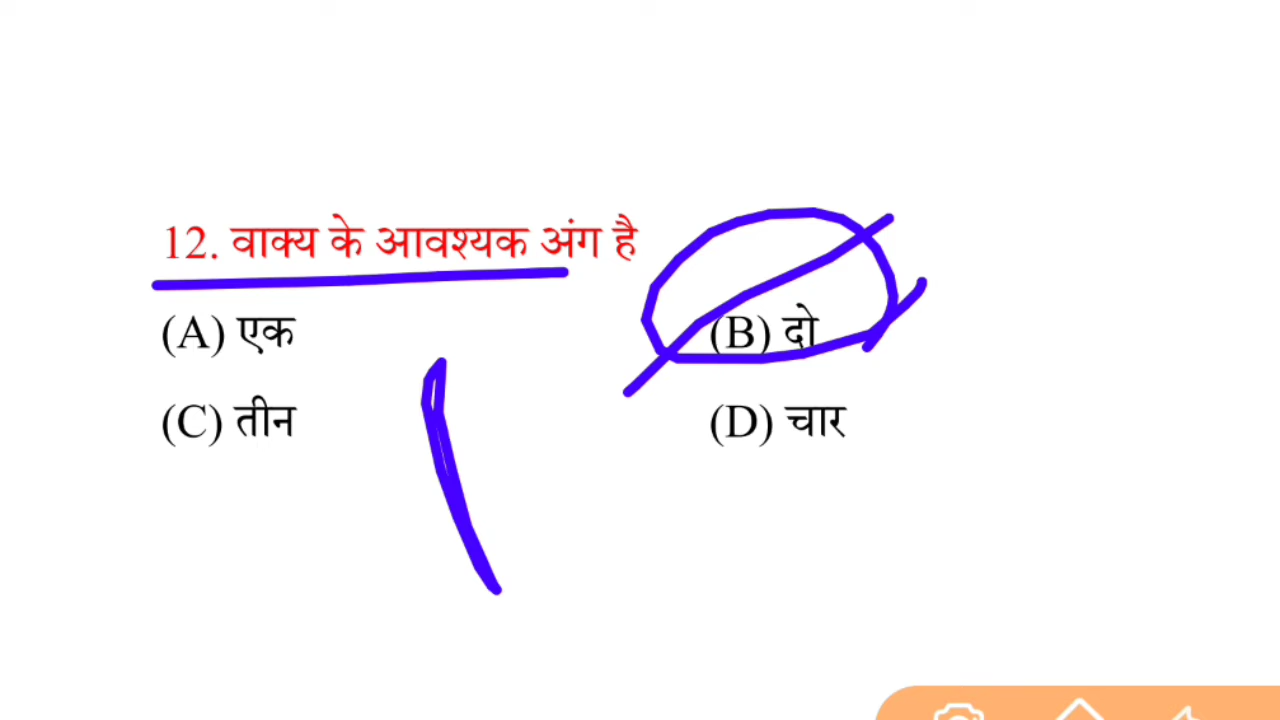 12. वाक्य के आवश्यक अंग है
(A) एक (B) दो
(C) तीन (D) चार